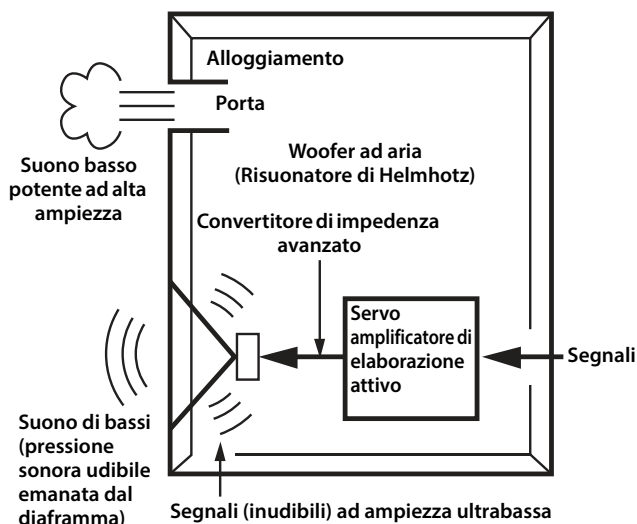 Alloggiamento
Porta
Suono basso
potente ad alta
ampiezza
Woofer ad aria
(Risuonatore di Helmhotz)
Convertitore di impedenza
avanzato
Servo
amplificatore di
elaborazione
attivo
Segnali
Suono di bassi
(pressione
sonora udibile
emanata dal
diaframma)
Segnali (inudibili) ad ampiezza ultrabassa